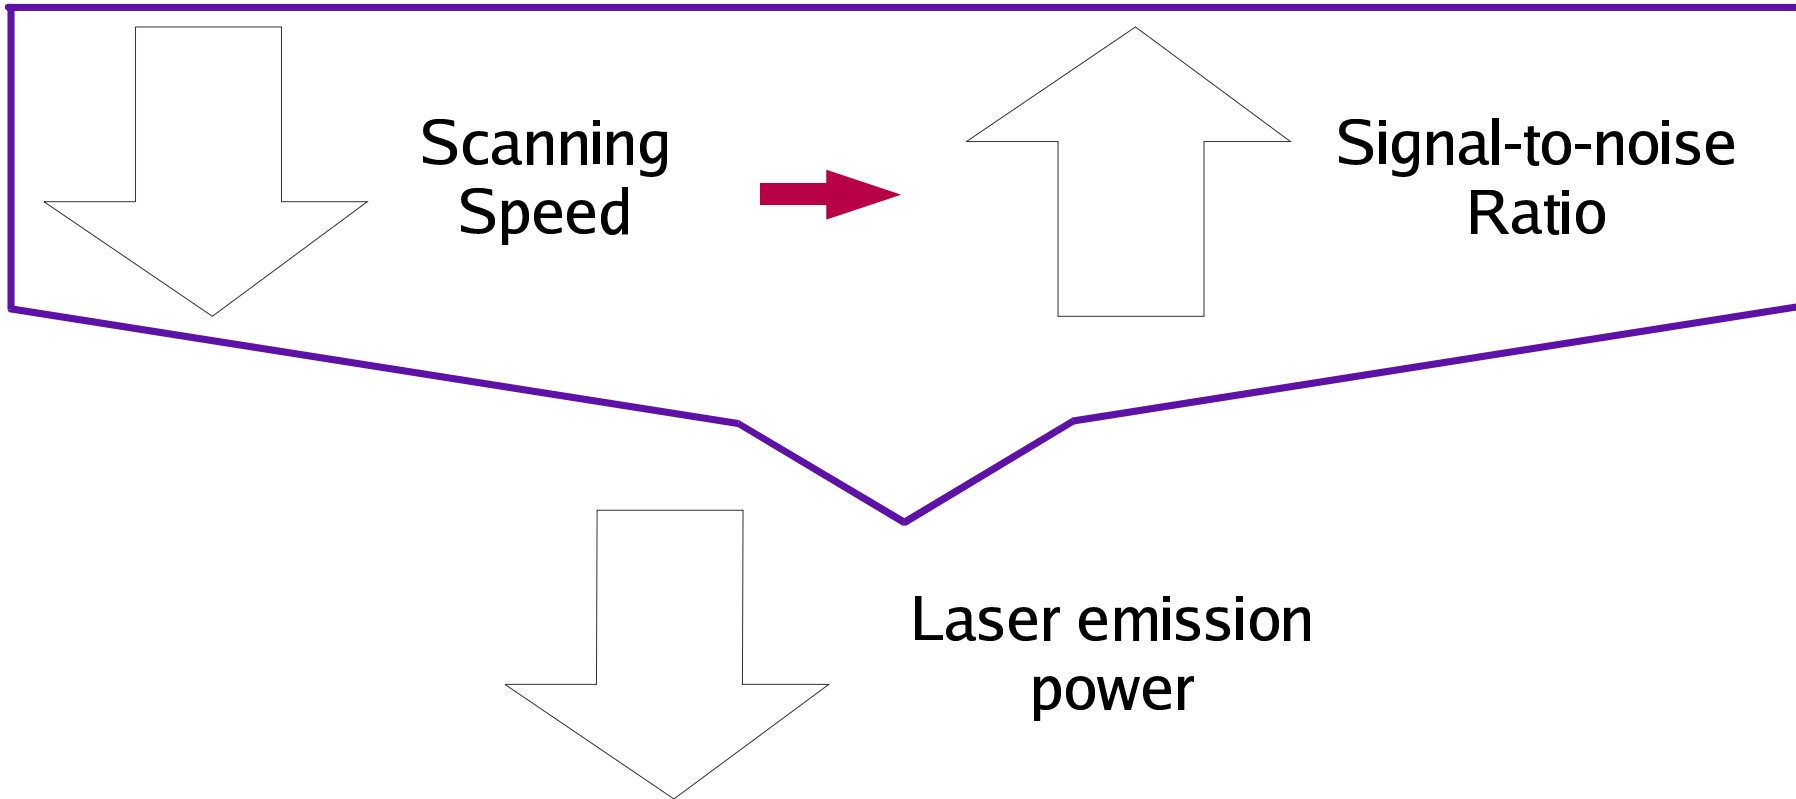 Scanning
Speed
Signal-to-noise
Ratio
Laser emission
power